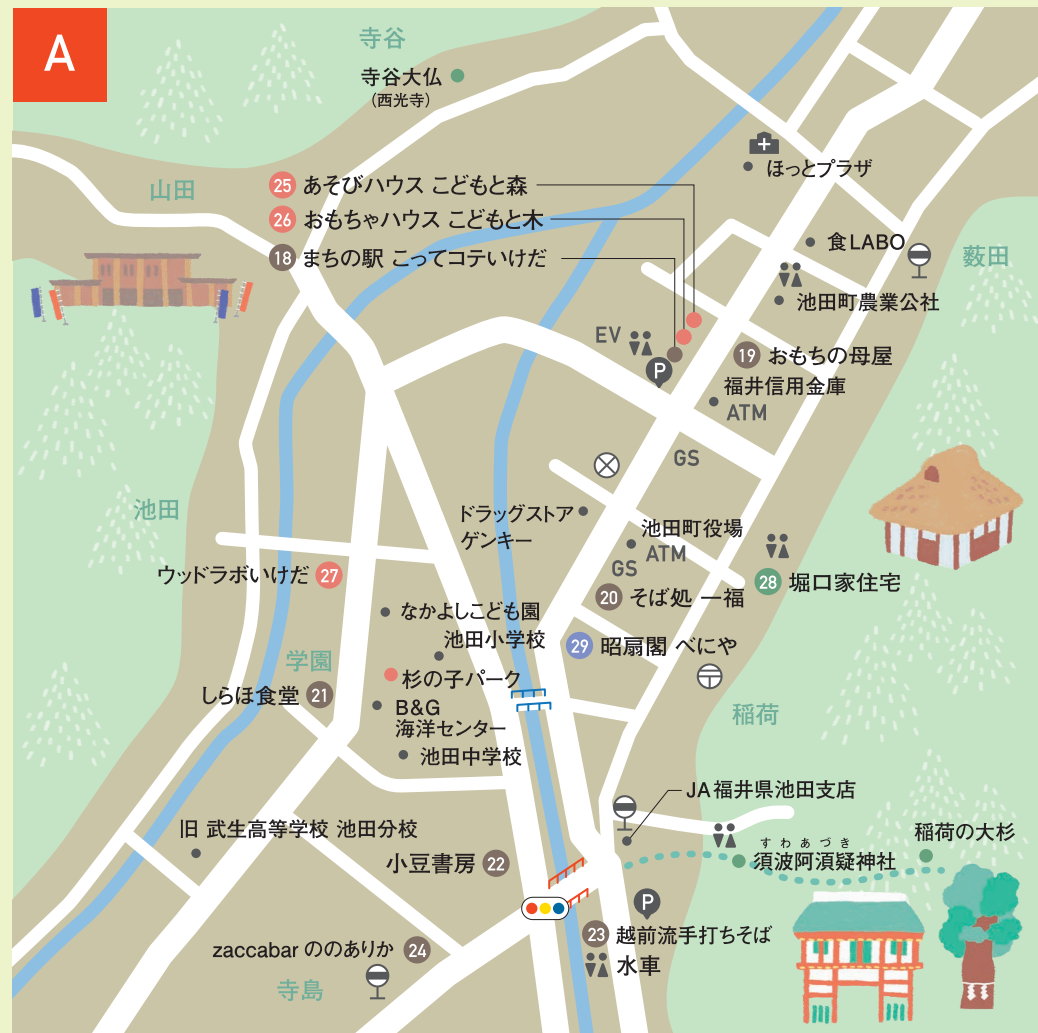 A
寺谷
寺谷大仏
(西光寺)
ほっとプラザ
山田
25 あそびハウス こどもと森
26 おもちゃハウス こどもと木
18 まちの駅 こってコテいけだ
食LABO
薮田
池田町農業公社
EV
P
19 おもちの母屋
福井信用金庫
ATM
GS
池田
ドラッグストア
ゲンキー
池田町役場
ATM
GS
ウッドラボいけだ 27
28 堀口家住宅
20 そば処 一福
なかよしこども園
池田小学校
29 昭扇閣 べにや
学園
杉の子パーク
しらほ食堂 21
B&G
海洋センター
稲荷
池田中学校
JA福井県池田支店
旧 武生高等学校 池田分校
稲荷の大杉
すわあづき
須波阿湏疑神社
小豆書房 22
P
23 越前流手打ちそば
水車
zaccabar ののありか 24
寺島